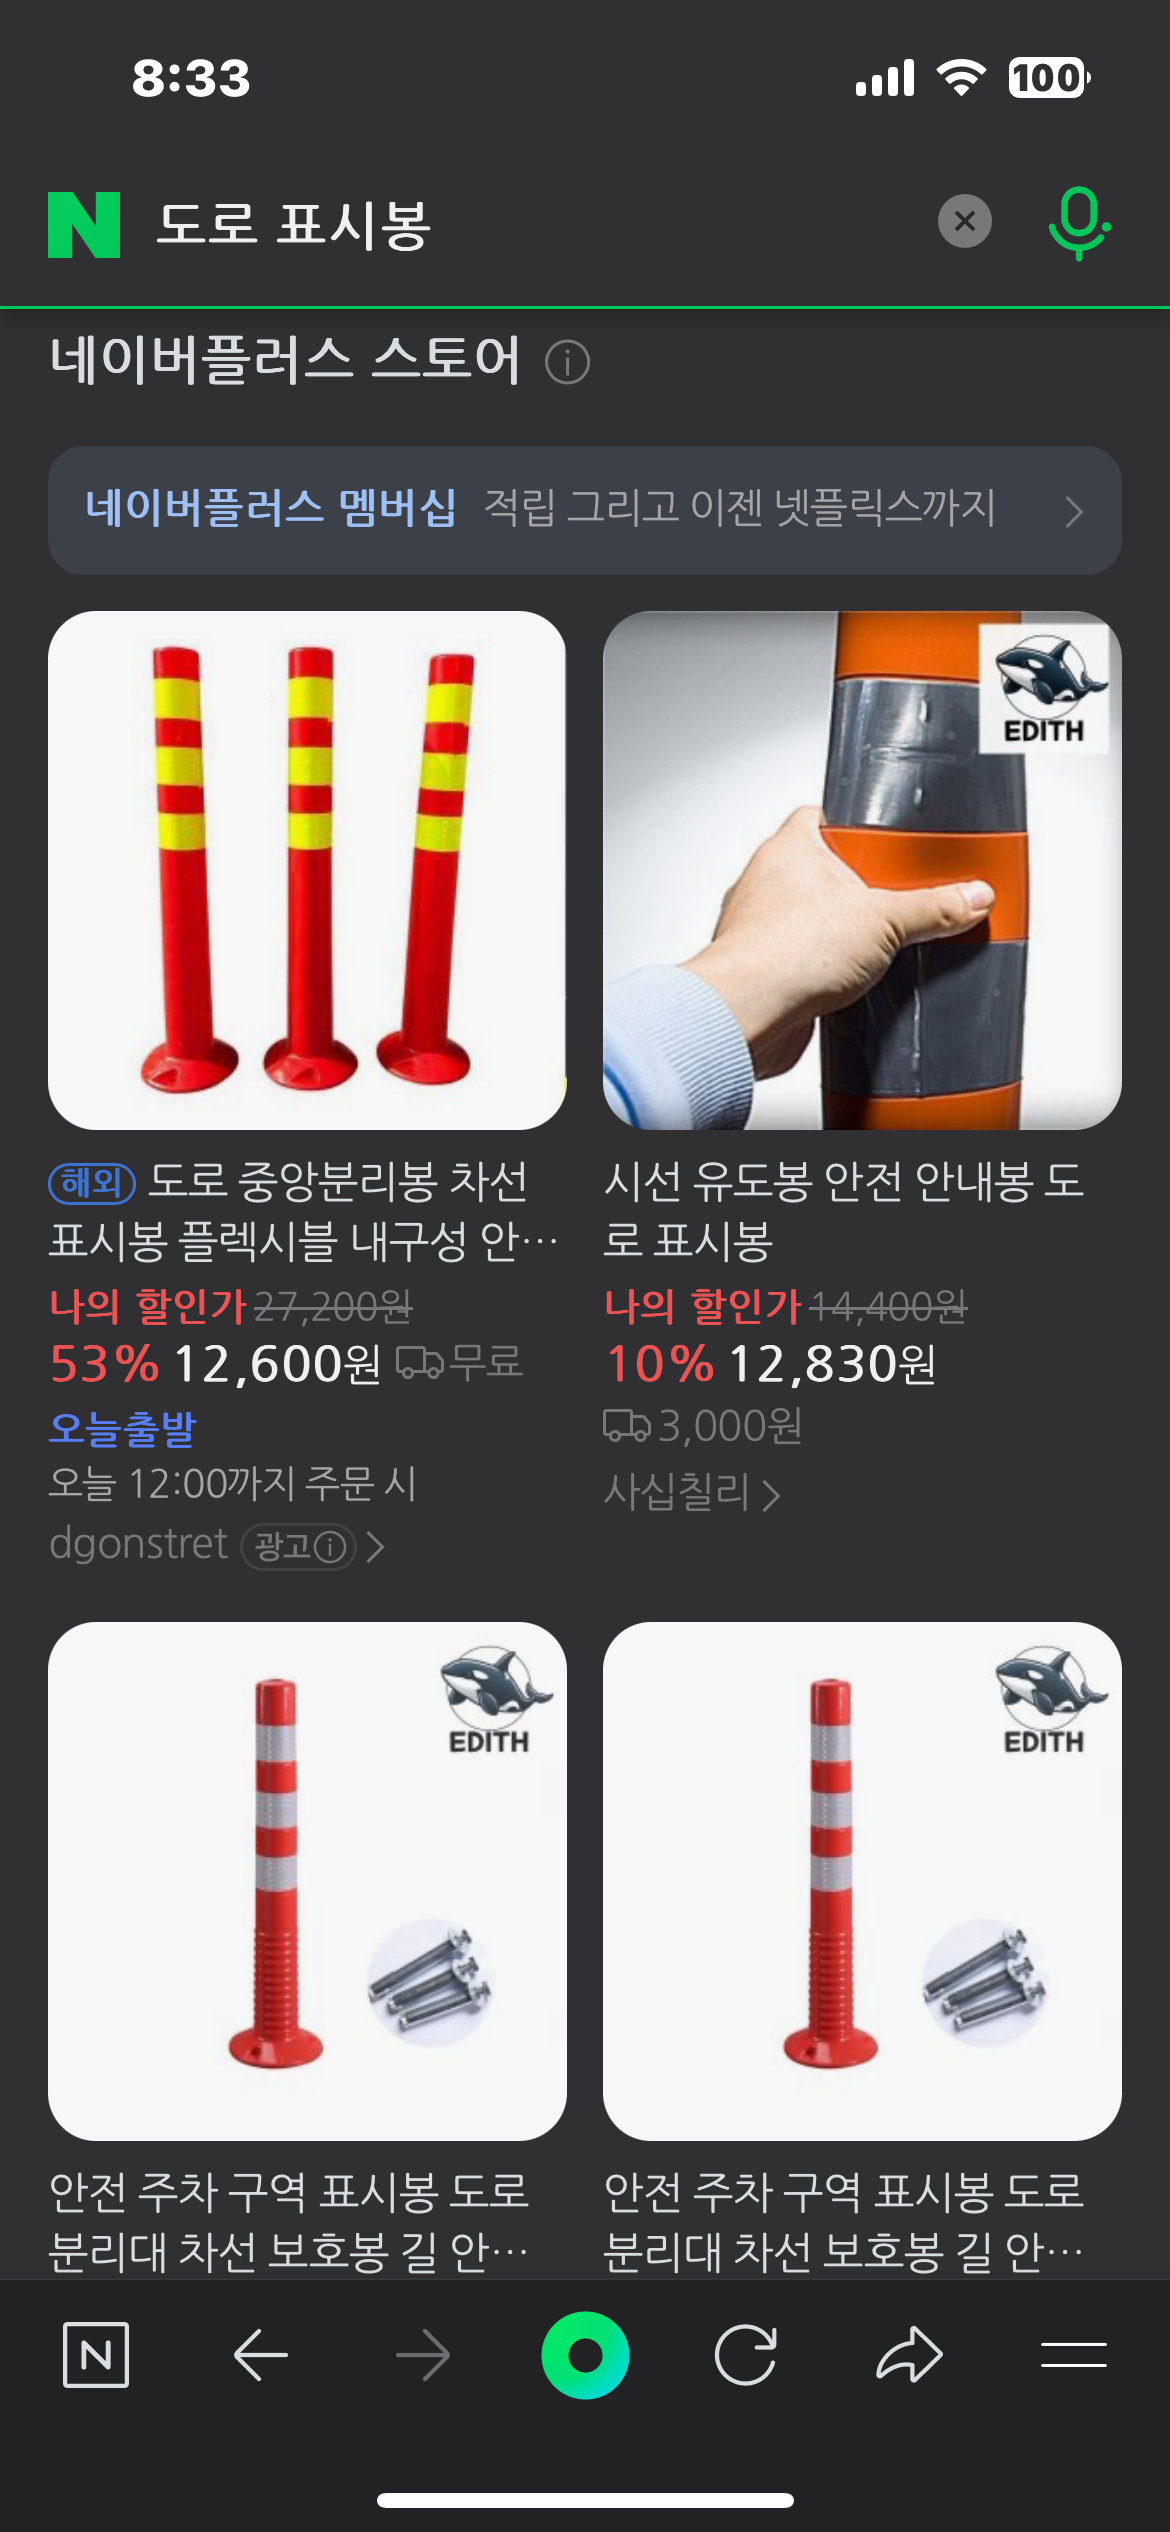 8:33
100
N 도로 표시봉
네이버플러스 스토어
네이버플러스 멤버십 적립 그리고 이젠 넷플릭스까지
EDITH
해외 도로 중앙분리봉 차선
표시봉 플렉시블 내구성 안…
나의 할인가 27,200원
53% 12,600원 무료
오늘출발
오늘 12:00까지 주문 시
dgonstret 광고
시선 유도봉 안전 안내봉 도
로 표시봉
나의 할인가 14,400원
10% 12,830원
3,000원
사십칠리
EDITH
EDITH
안전 주차 구역 표시봉 도로
분리대 차선 보호봉 길 안…
안전 주차 구역 표시봉 도로
분리대 차선 보호봉 길 안…
N